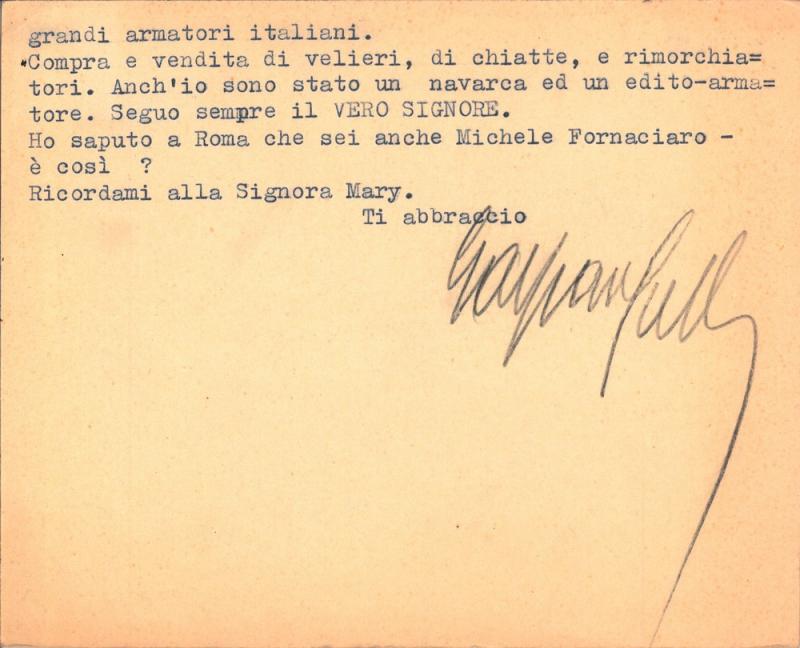 grandi armatori italiani.
Compra e vendita di velieri, di chiatte, e rimorchia=
tori. Anch'io sono stato un navarca ed un edito-arma=
tore. Seguo sempre il VERO SIGNORE.
Ho saputo a Roma che sei anche Michele Fornaciaro -
è così ?
Ricordami alla Signora Mary.
Ti abbraccio